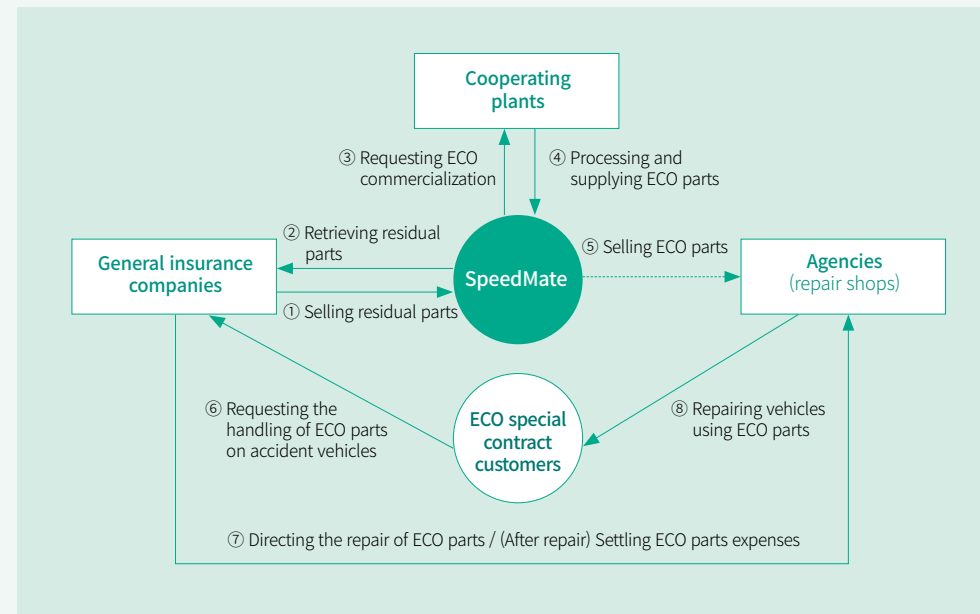 Cooperating
plants
③ Requesting ECO
commercialization
④ Processing and
supplying ECO parts
② Retrieving residual
parts
⑤ Selling ECO parts
General insurance
companies
SpeedMate
Agencies
(repair shops)
① Selling residual parts
⑥ Requesting the
handling of ECO parts
on accident vehicles
ECO special
contract
customers
⑧ Repairing vehicles
using ECO parts
⑦ Directing the repair of ECO parts / (After repair) Settling ECO parts expenses